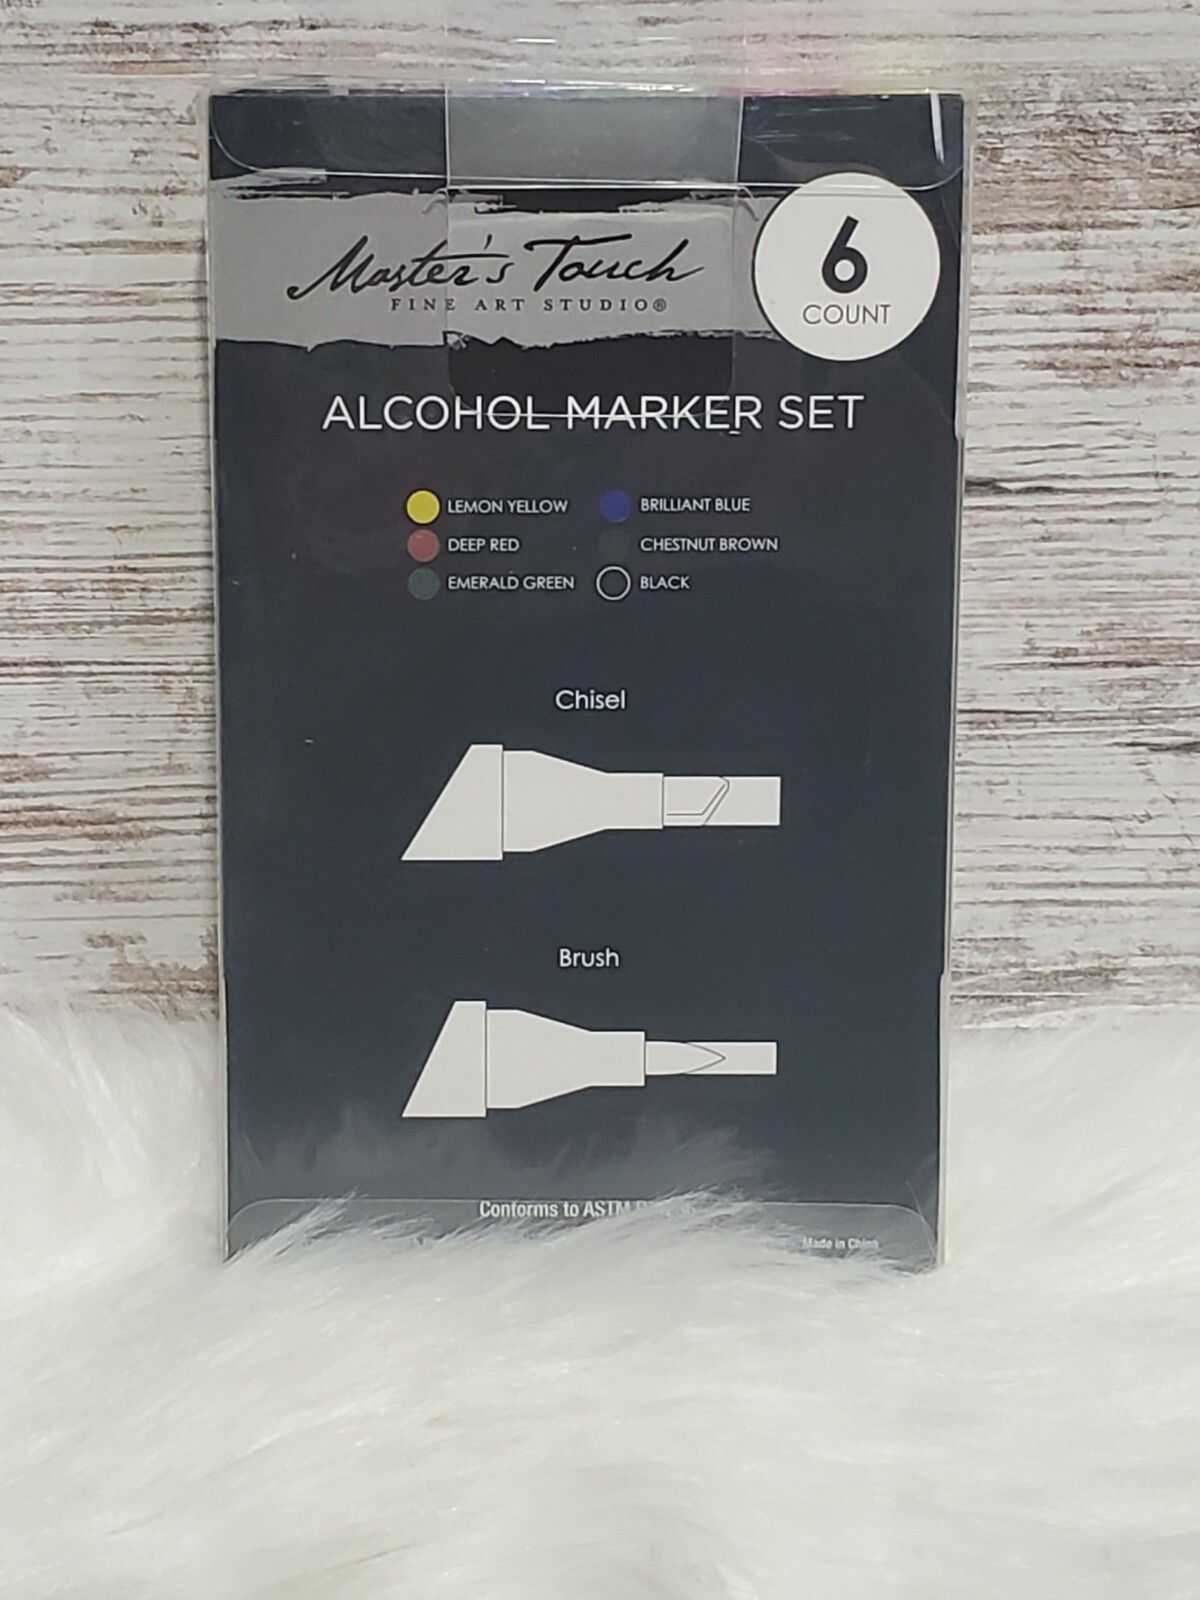 Master's Touch
FINE ART STUDIO®
6
COUNT
ALCOHOL MARKER SET
LEMON YELLOW
DEEP RED
EMERALD GREEN
BRILLIANT BLUE
CHESTNUT BROWN
BLACK
Chisel
Brush
Conforms to ASTM
Made in China